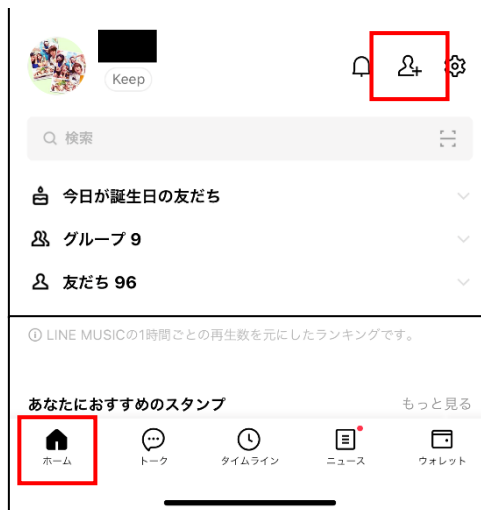 Keep
検索
今日が誕生日の友だち
グループ 9
友だち 96
LINE MUSICの1時間ごとの再生数を元にしたランキングです。
あなたにおすすめのスタンプ もっと見る
ホーム トーク タイムライン ニュース ウォレット